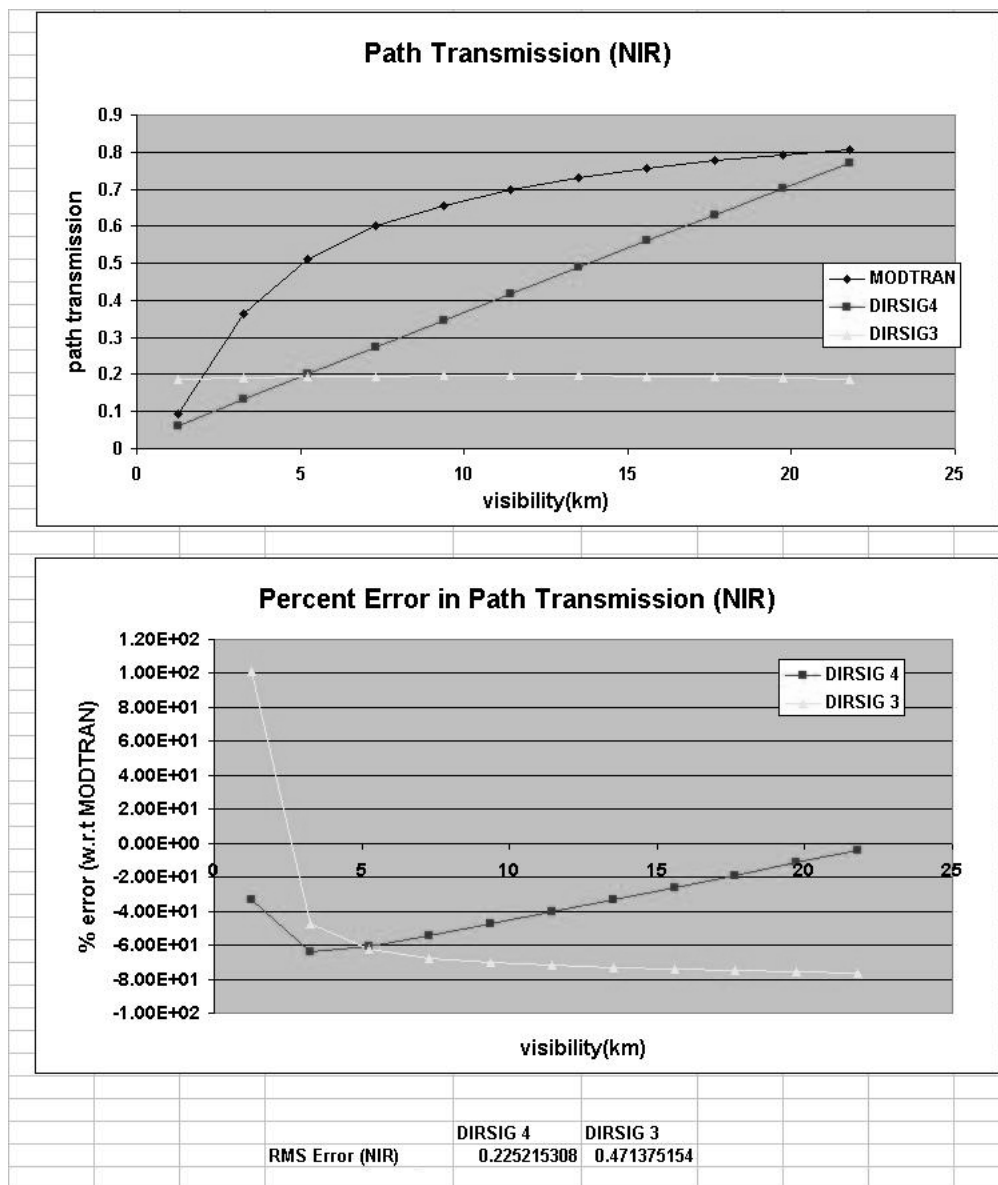 Path Transmission (NIR)
path transmission
0.9
0.8
0.7
0.6
0.5
0.4
0.3
0.2
0.1
0
0 5 10 15 20 25
visibility(km)
MODTRAN
DIRSIG4
DIRSIG3
Percent Error in Path Transmission (NIR)
% error (w.r.t MODTRAN)
1.20E+02
1.00E+02
8.00E+01
6.00E+01
4.00E+01
2.00E+01
0.00E+00
-2.00E+01
-4.00E+01
-6.00E+01
-8.00E+01
-1.00E+02
0 5 10 15 20 25
visibility(km)
DIRSIG 4
DIRSIG 3
DIRSIG 4 DIRSIG 3
RMS Error (NIR) 0.225215308 0.471375154